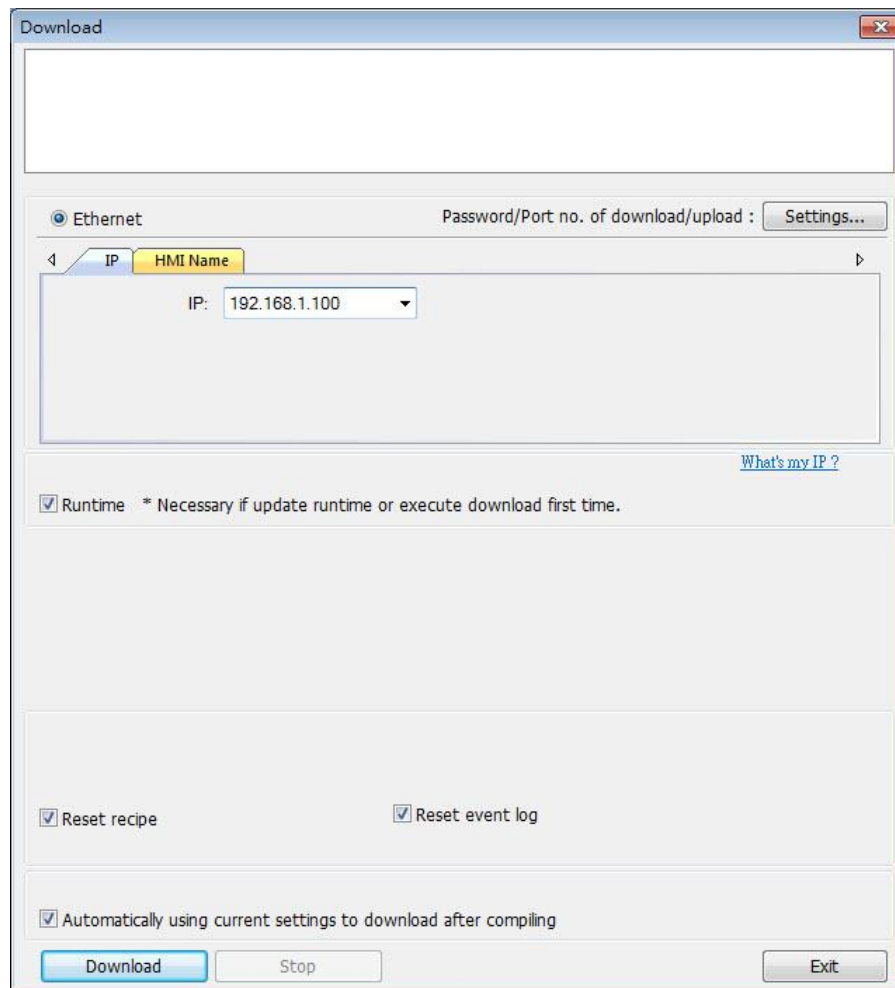 Download
Ethernet Password/Port no. of download/upload : Settings...
IP HMI Name
IP: 192.168.1.100
What's my IP ?
Runtime * Necessary if update runtime or execute download first time.
Reset recipe Reset event log
Automatically using current settings to download after compiling
Download Stop Exit